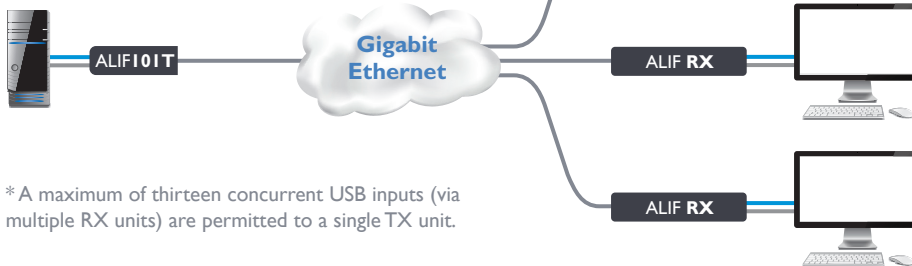 Gigabit
Ethernet
ALIF101T
ALIF RX
* A maximum of thirteen concurrent USB inputs (via
multiple RX units) are permitted to a single TX unit.
ALIF RX